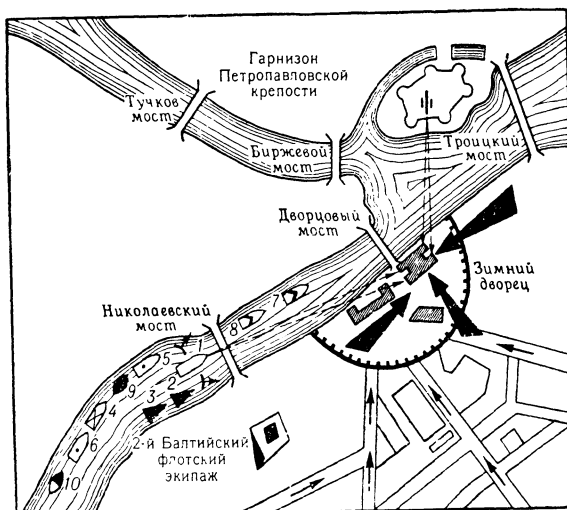 Гарнизон
Петропавловской
крепости
Тучков
мост
Биржевой
мост
Троицкий
мост
Дворцовый
мост
Зимний
дворец
Николаевский
мост
7
8
1
5
2
9
3
4
6
10
2-й Балтийский
флотский
экипаж